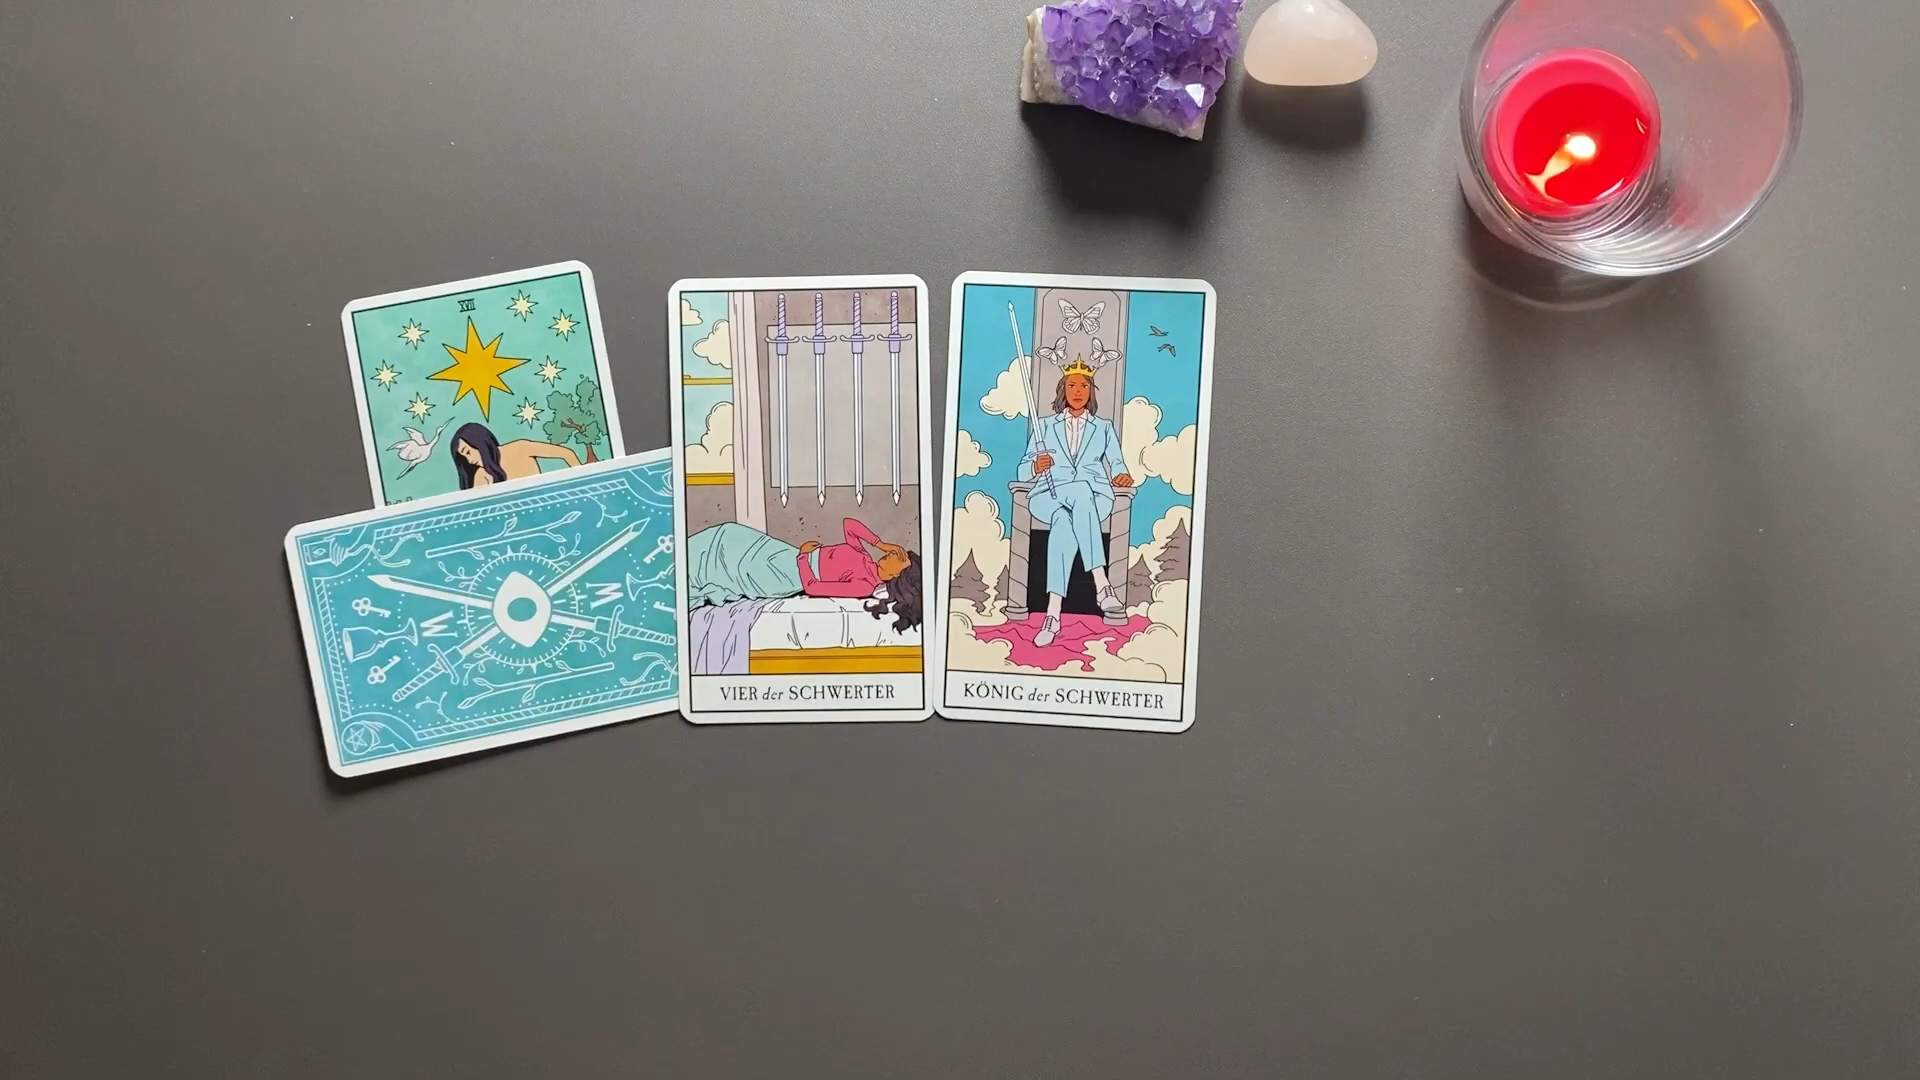 XVII
W
M
VIER der SCHWERTER
KÖNIG der SCHWERTER